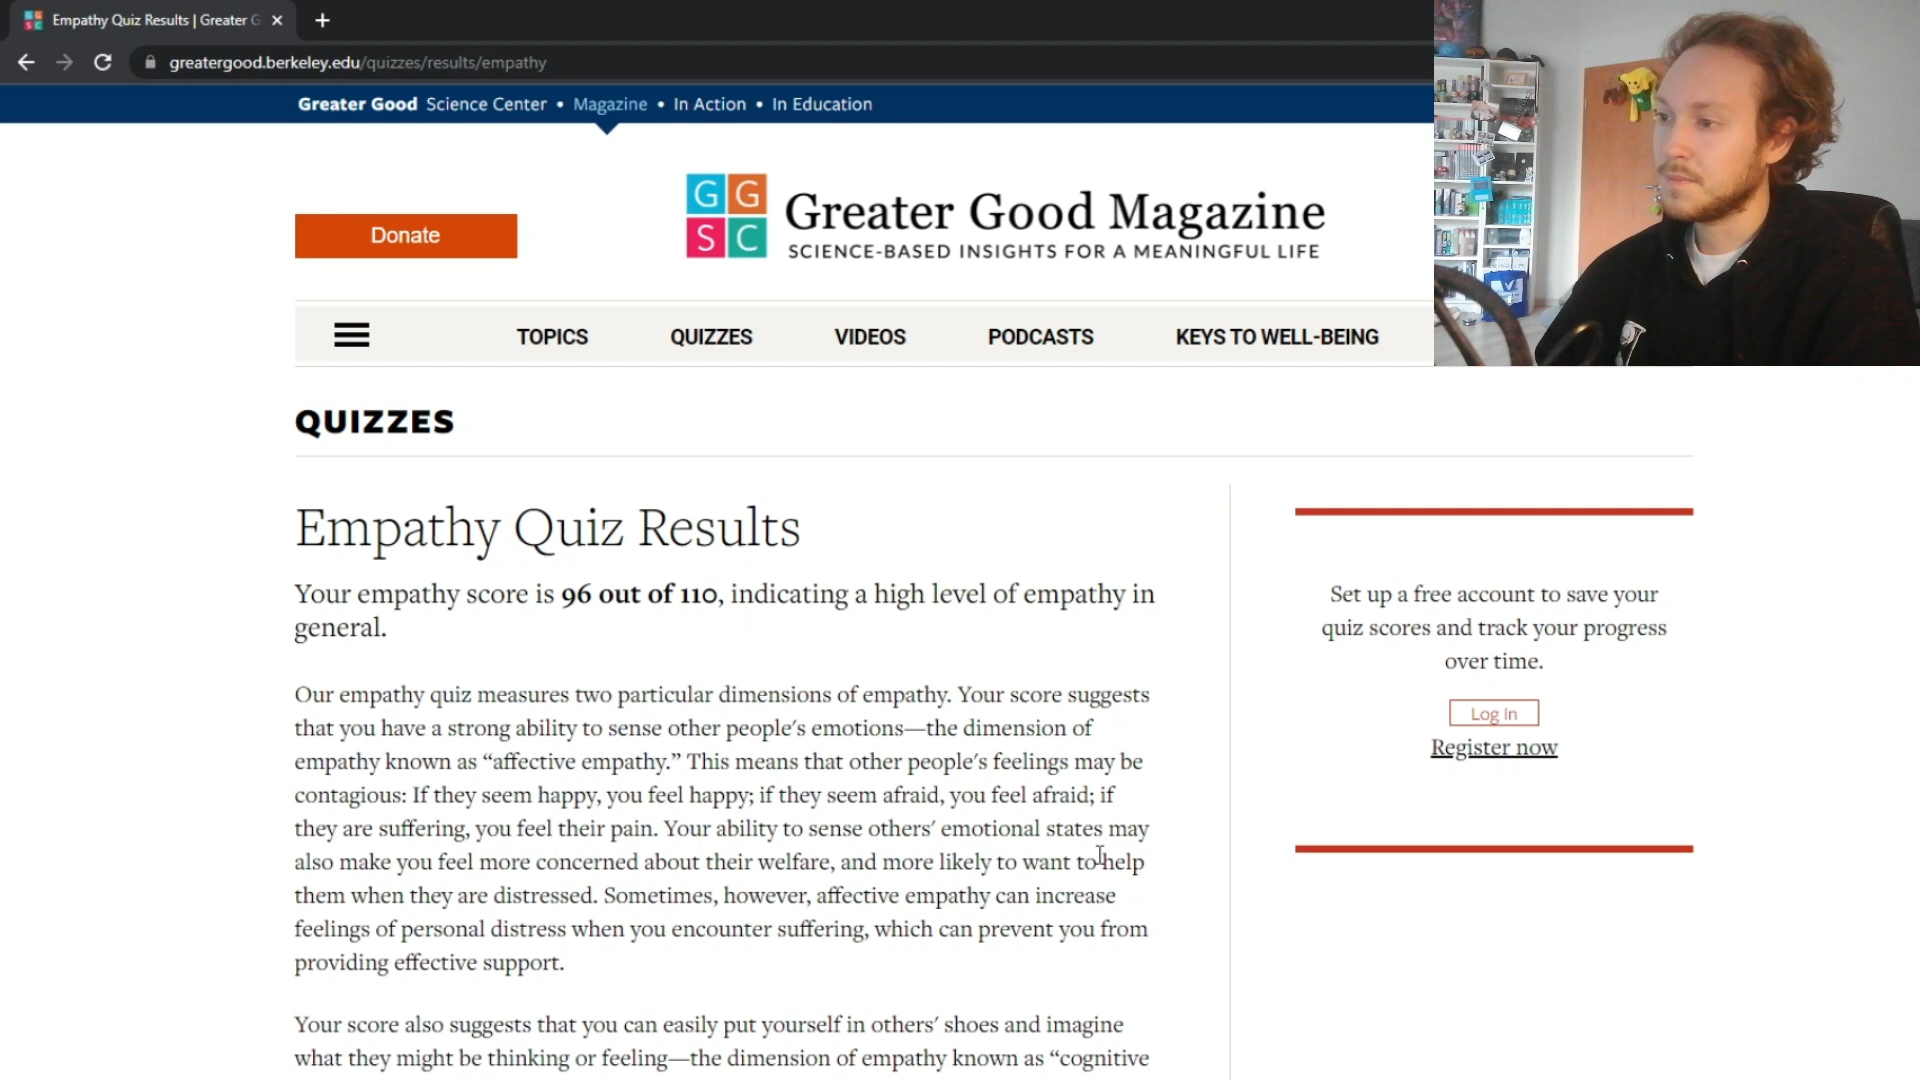 Empathy Quiz Results | Greater G
greatergood.berkeley.edu/quizzes/results/empathy
Greater Good Science Center • Magazine • In Action • In Education
Donate
G G
S C
Greater Good Magazine
SCIENCE-BASED INSIGHTS FOR A MEANINGFUL LIFE
TOPICS QUIZZES VIDEOS PODCASTS KEYS TO WELL-BEING
QUIZZES
Empathy Quiz Results
Your empathy score is 96 out of 110, indicating a high level of empathy in
general.
Our empathy quiz measures two particular dimensions of empathy. Your score suggests
that you have a strong ability to sense other people's emotions—the dimension of
empathy known as “affective empathy.” This means that other people's feelings may be
contagious: If they seem happy, you feel happy; if they seem afraid, you feel afraid; if
they are suffering, you feel their pain. Your ability to sense others' emotional states may
also make you feel more concerned about their welfare, and more likely to want to help
them when they are distressed. Sometimes, however, affective empathy can increase
feelings of personal distress when you encounter suffering, which can prevent you from
providing effective support.
Your score also suggests that you can easily put yourself in others' shoes and imagine
what they might be thinking or feeling—the dimension of empathy known as “cognitive
Set up a free account to save your
quiz scores and track your progress
over time.
Log In
Register now